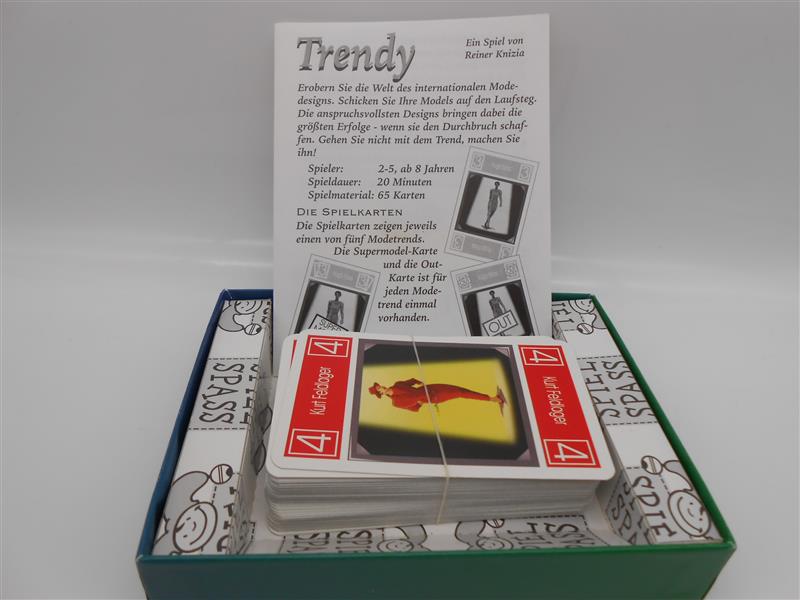 Trendy
Ein Spiel von
Reiner Knizia
Erobern Sie die Welt des internationalen Mode-
designs. Schicken Sie Ihre Models auf den Laufsteg.
Die anspruchsvollsten Designs bringen dabei die
größten Erfolge - wenn sie den Durchbruch schaf-
fen. Gehen Sie nicht mit dem Trend, machen Sie
ihn!
Spieler: 2-5, ab 8 Jahren
Spieldauer: 20 Minuten
Spielmaterial: 65 Karten
DIE SPIELKARTEN
Die Spielkarten zeigen jeweils
einen von fünf Modetrends.
Die Supermodel-Karte
und die Out-
Karte ist für
jeden Mode-
trend einmal
vorhanden.
3
3
OUT
4
Kurt Feldlager
4
4
Kurt Feldlager
4
SPASS
SPIEL
SPASS